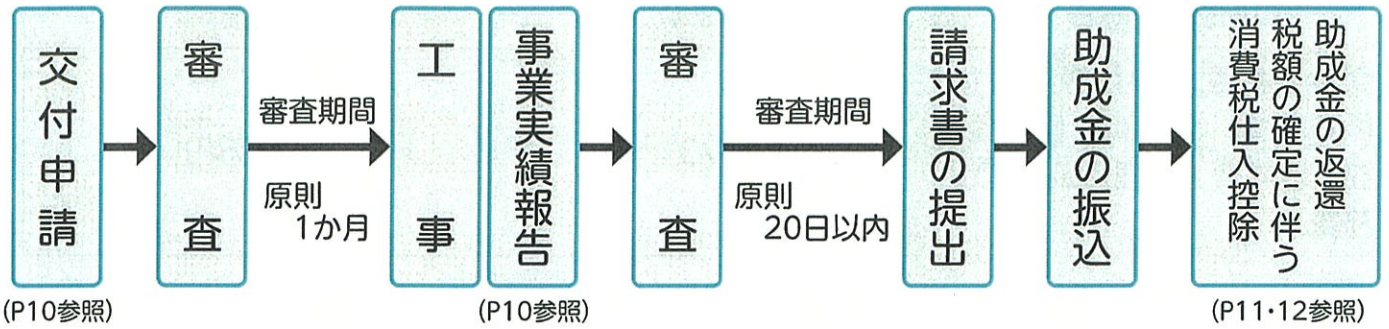 交付申請
(P10参照)
審査
審査期間
原則
1か月
工事
事業実績報告
(P10参照)
審査
審査期間
原則
20日以内
請求書の提出
助成金の振込
助成金の返還
税額の確定に伴う
消費税仕入控除
(P11・12参照)